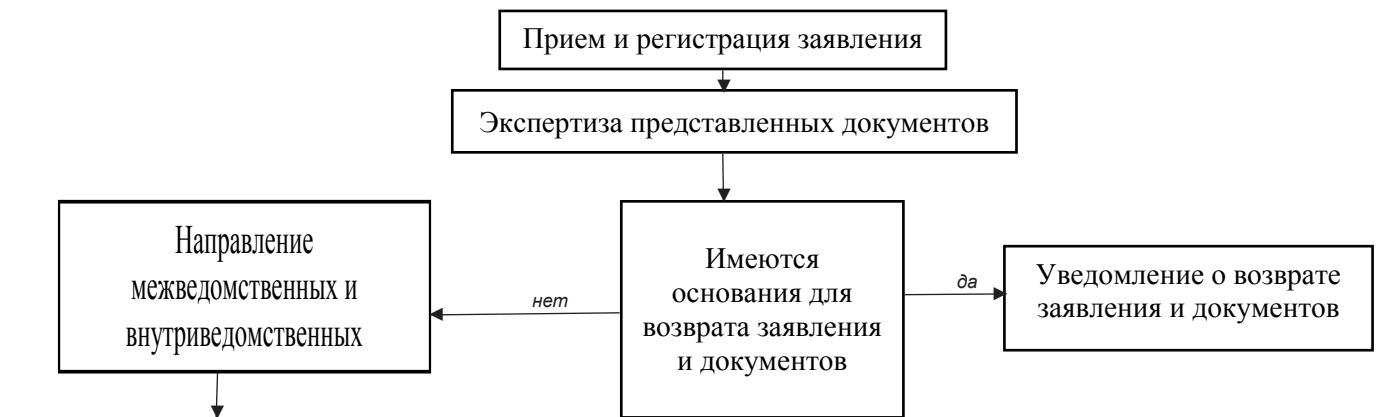 Прием и регистрация заявления
Экспертиза представленных документов
Направление
межведомственных и
внутриведомственных
нет
Имеются
основания для
возврата заявления
и документов
да
Уведомление о возврате
заявления и документов